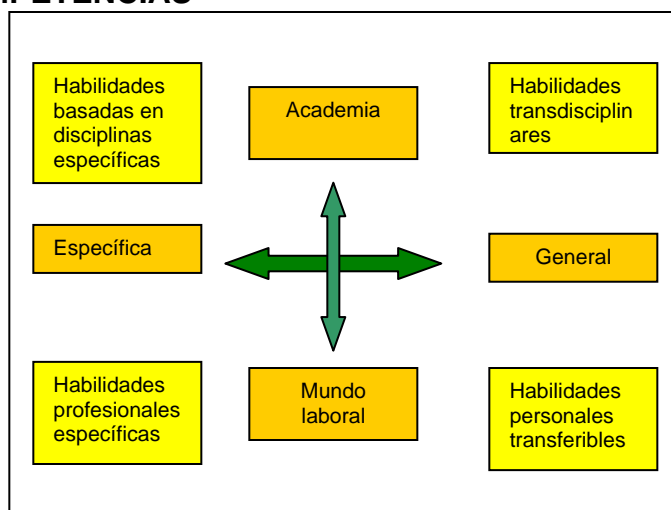 MPETENCIAS
Habilidades
basadas en
disciplinas
específicas
Academia
Habilidades
transdisciplin
ares
Específica
General
Habilidades
profesionales
específicas
Mundo
laboral
Habilidades
personales
transferibles